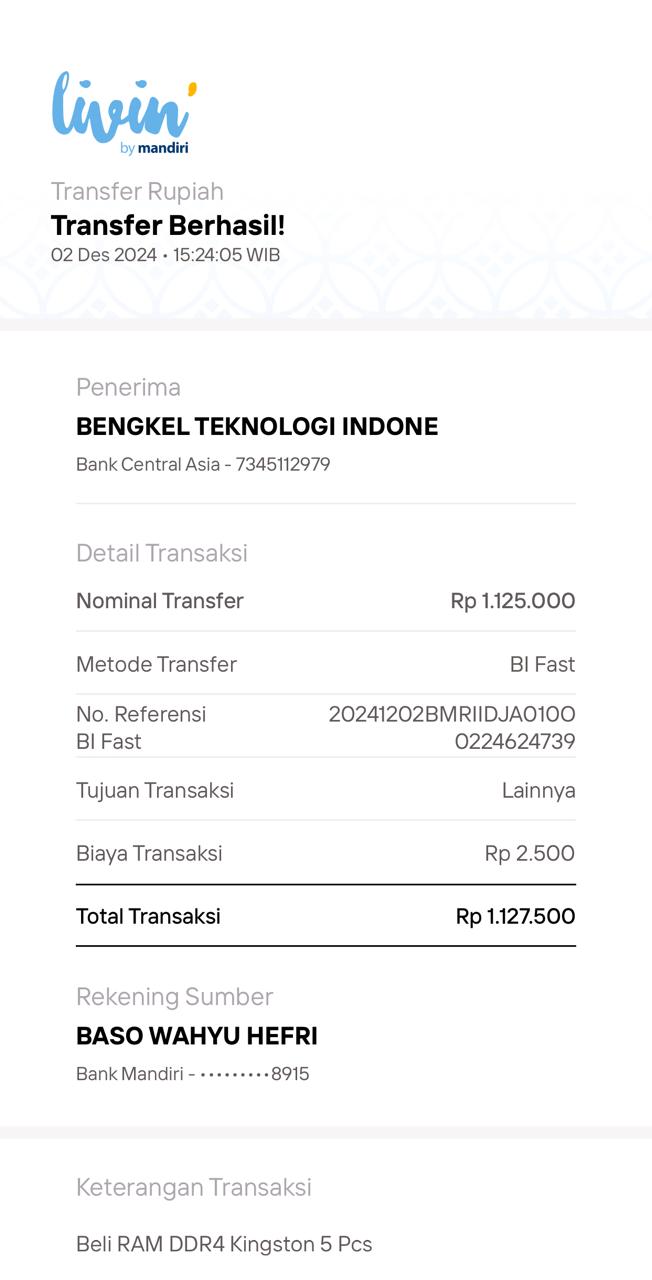 livin'
by mandiri
Transfer Rupiah
Transfer Berhasil!
02 Des 2024 • 15:24:05 WIB
Penerima
BENGKEL TEKNOLOGI INDONE
Bank Central Asia - 7345112979
Detail Transaksi
Nominal Transfer Rp 1.125.000
Metode Transfer BI Fast
No. Referensi 20241202BMRIIDJA010O
BI Fast 0224624739
Tujuan Transaksi Lainnya
Biaya Transaksi Rp 2.500
Total Transaksi Rp 1.127.500
Rekening Sumber
BASO WAHYU HEFRI
Bank Mandiri - •••••••••8915
Keterangan Transaksi
Beli RAM DDR4 Kingston 5 Pcs